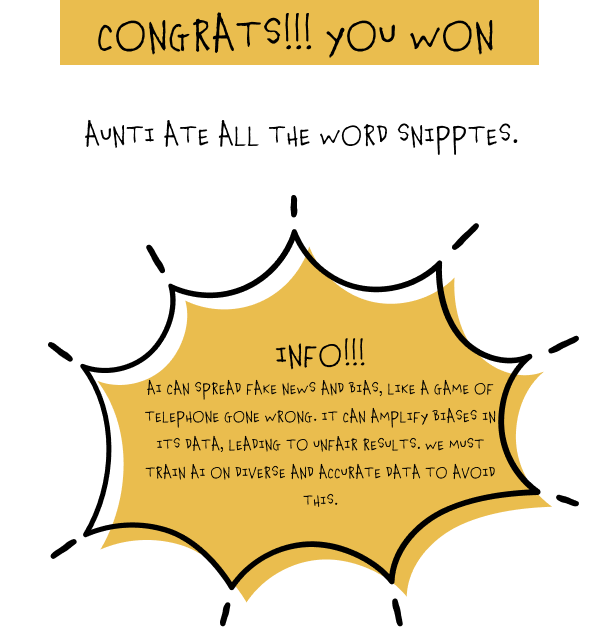 CONGRATS!!! YOU WON
AUNTI ATE ALL THE WORD SNIPPTES.
INFO!!!
AI CAN SPREAD FAKE NEWS AND BIAS, LIKE A GAME OF
TELEPHONE GONE WRONG. IT CAN AMPLIFY BIASES IN
ITS DATA, LEADING TO UNFAIR RESULTS. WE MUST
TRAIN AI ON DIVERSE AND ACCURATE DATA TO AVOID
THIS.